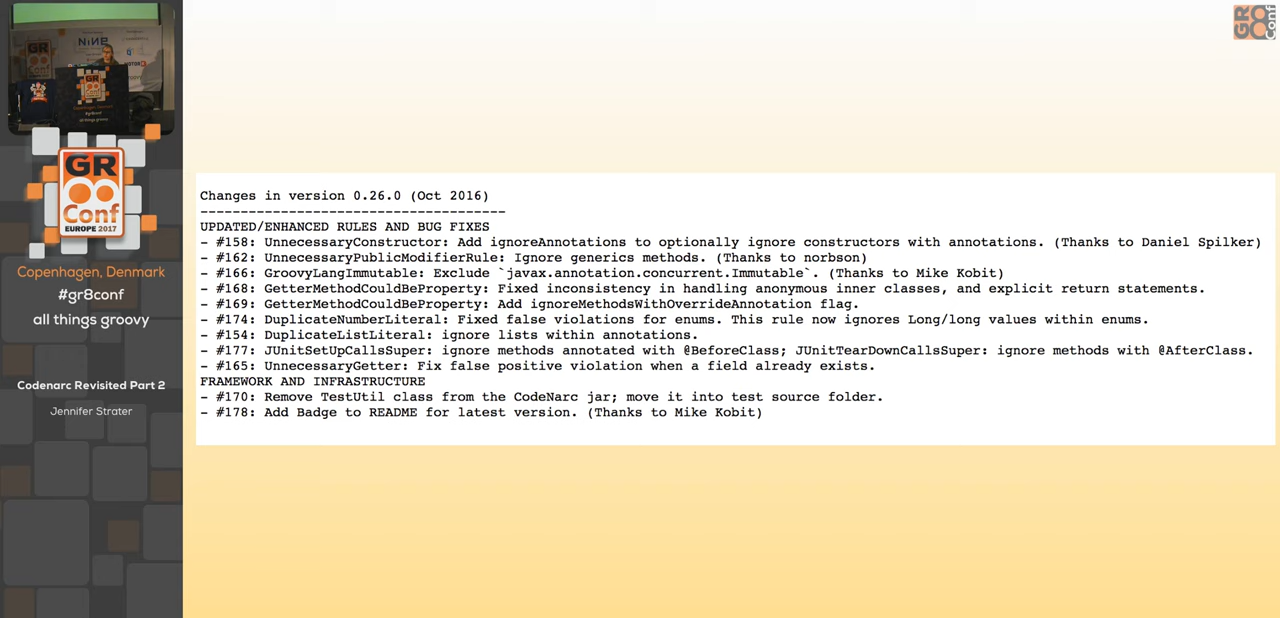 GR
Conf
NINE
GR
Conf
EUROPE 2017
Copenhagen, Denmark
#gr8conf
all things groovy
Codenarc Revisited Part 2
Jennifer Strater
Changes in version 0.26.0 (Oct 2016)
--------------------------------------
UPDATED/ENHANCED RULES AND BUG FIXES
- #158: UnnecessaryConstructor: Add ignoreAnnotations to optionally ignore constructors with annotations. (Thanks to Daniel Spilker)
- #162: UnnecessaryPublicModifierRule: Ignore generics methods. (Thanks to norbson)
- #166: GroovyLangImmutable: Exclude `javax.annotation.concurrent.Immutable`. (Thanks to Mike Kobit)
- #168: GetterMethodCouldBeProperty: Fixed inconsistency in handling anonymous inner classes, and explicit return statements.
- #169: GetterMethodCouldBeProperty: Add ignoreMethodsWithOverrideAnnotation flag.
- #174: DuplicateNumberLiteral: Fixed false violations for enums. This rule now ignores Long/long values within enums.
- #154: DuplicateListLiteral: ignore lists within annotations.
- #177: JUnitSetUpCallsSuper: ignore methods annotated with @BeforeClass; JUnitTearDownCallsSuper: ignore methods with @AfterClass.
- #165: UnnecessaryGetter: Fix false positive violation when a field already exists.
FRAMEWORK AND INFRASTRUCTURE
- #170: Remove TestUtil class from the CodeNarc jar; move it into test source folder.
- #178: Add Badge to README for latest version. (Thanks to Mike Kobit)